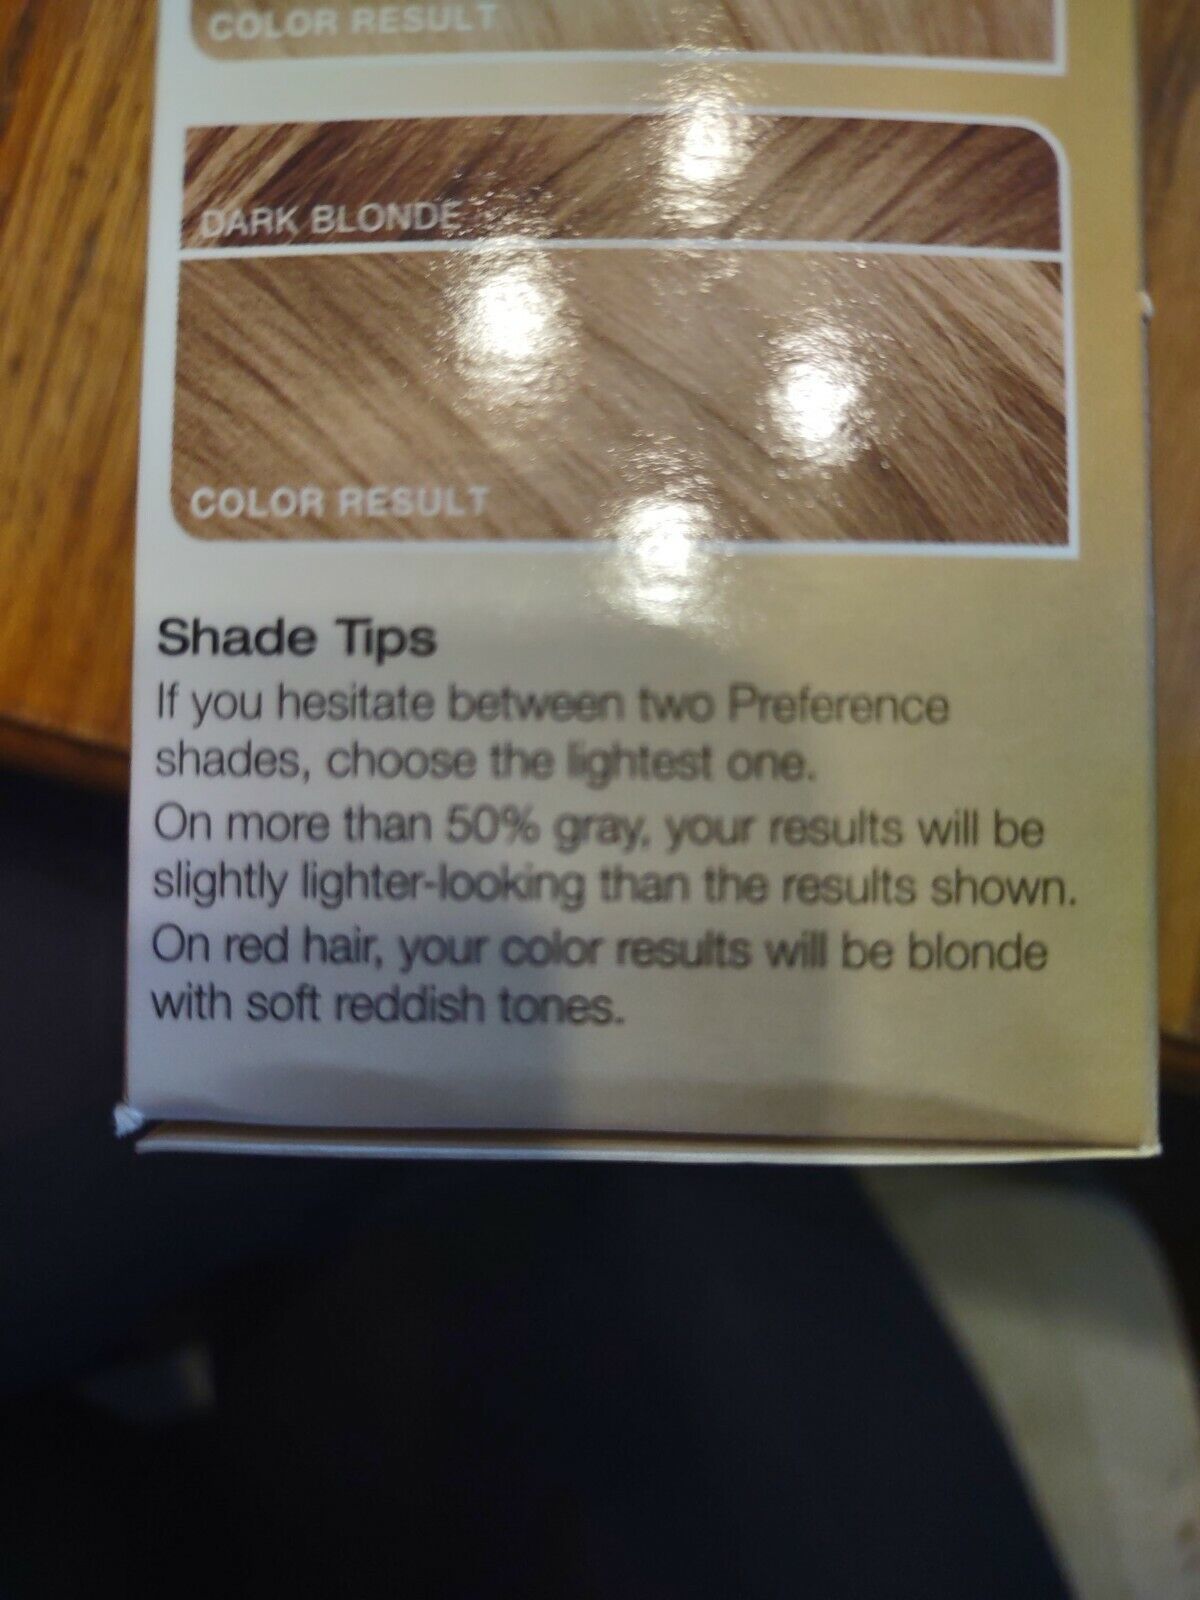 COLOR RESULT
DARK BLONDE
COLOR RESULT
Shade Tips
If you hesitate between two Preference
shades, choose the lightest one.
On more than 50% gray, your results will be
slightly lighter-looking than the results shown.
On red hair, your color results will be blonde
with soft reddish tones.